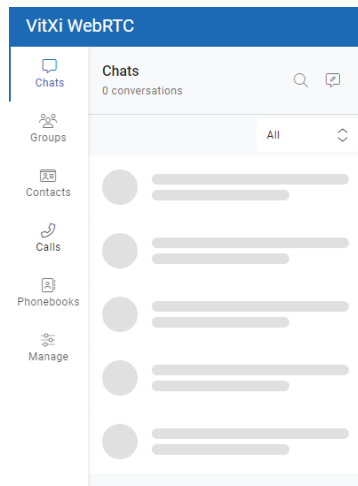 VitXi WebRTC
Chats
Groups
Contacts
Calls
Phonebooks
Manage
Chats
0 conversations
All